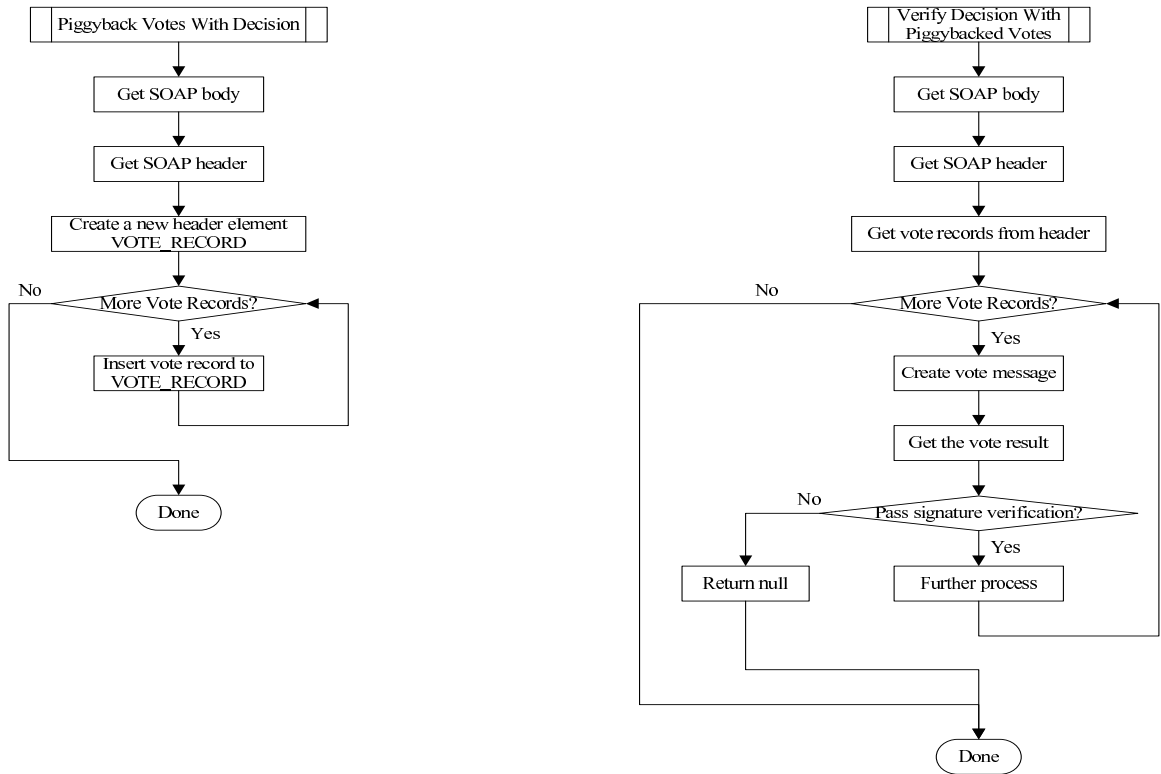 Piggyback Votes With Decision
Get SOAP body
Get SOAP header
Create a new header element
VOTE_RECORD
No
More Vote Records?
Yes
Insert vote record to
VOTE_RECORD
Done
Verify Decision With
Piggybacked Votes
Get SOAP body
Get SOAP header
Get vote records from header
No
More Vote Records?
Yes
Create vote message
Get the vote result
No
Pass signature verification?
Yes
Return null
Further process
Done